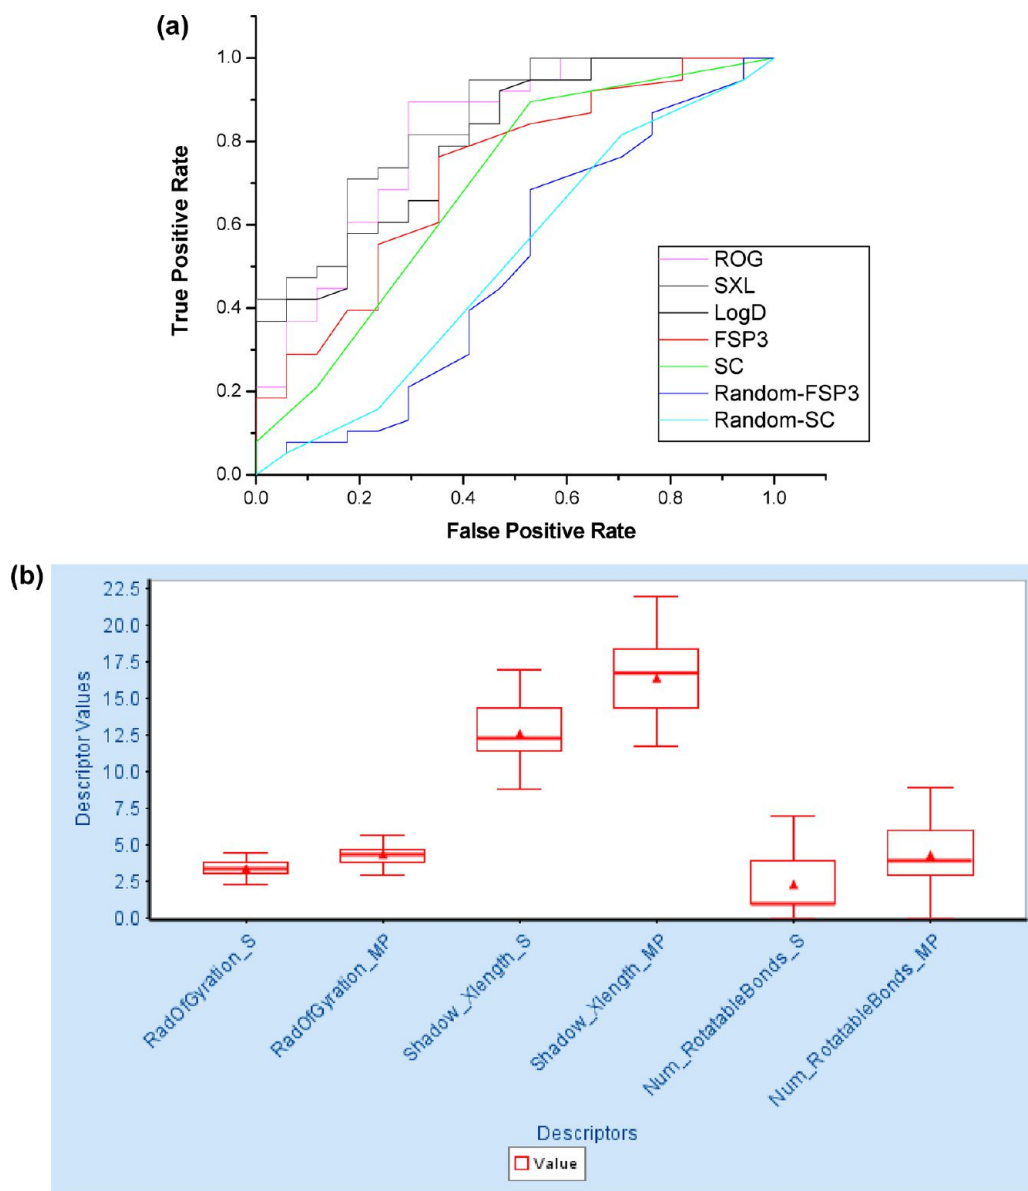 (a)
True Positive Rate
1.0
0.8
0.6
0.4
0.2
0.0
0.0 0.2 0.4 0.6 0.8 1.0
False Positive Rate
ROG
SXL
LogD
FSP3
SC
Random-FSP3
Random-SC
(b)
Descriptor Values
22.5
20.0
17.5
15.0
12.5
10.0
7.5
5.0
2.5
0.0
RadOfGyration_S
RadOfGyration_MP
Shadow_Xlength_S
Shadow_Xlength_MP
Num_RotatableBonds_S
Num_RotatableBonds_MP
Descriptors
Value